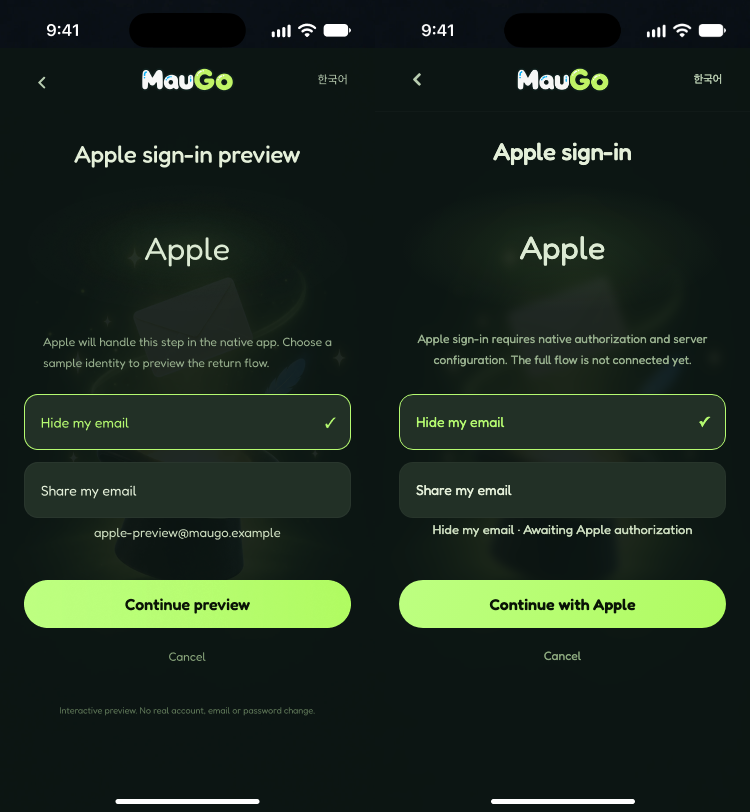 9:41
MauGo
한국어
Apple sign-in preview
Apple
Apple will handle this step in the native app. Choose a
sample identity to preview the return flow.
Hide my email ✓
Share my email
apple-preview@maugo.example
Continue preview
Cancel
Interactive preview. No real account, email or password change.
9:41
MauGo
한국어
Apple sign-in
Apple
Apple sign-in requires native authorization and server
configuration. The full flow is not connected yet.
Hide my email ✓
Share my email
Hide my email · Awaiting Apple authorization
Continue with Apple
Cancel